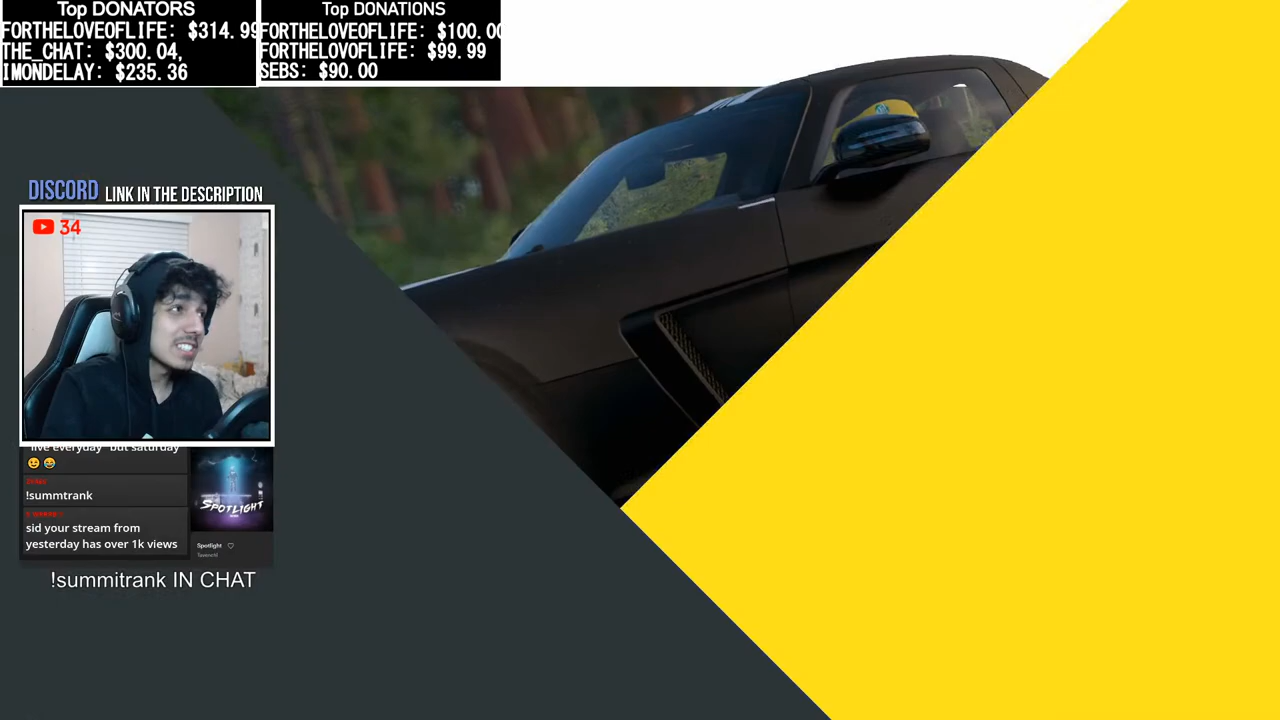 Top DONATORS
FORTHELOVEOFLIFE: $314.99
THE_CHAT: $300.04,
IMONDELAY: $235.36
Top DONATIONS
FORTHELOVEOFLIFE: $100.00
FORTHELOVOFLIFE: $99.99
SEBS: $90.00
DISCORD LINK IN THE DESCRIPTION
34
"live everyday" but saturday
😉 😂
!summtrank
sid your stream from
yesterday has over 1k views
SPOTLIGHT
Spotlight
!summitrank IN CHAT